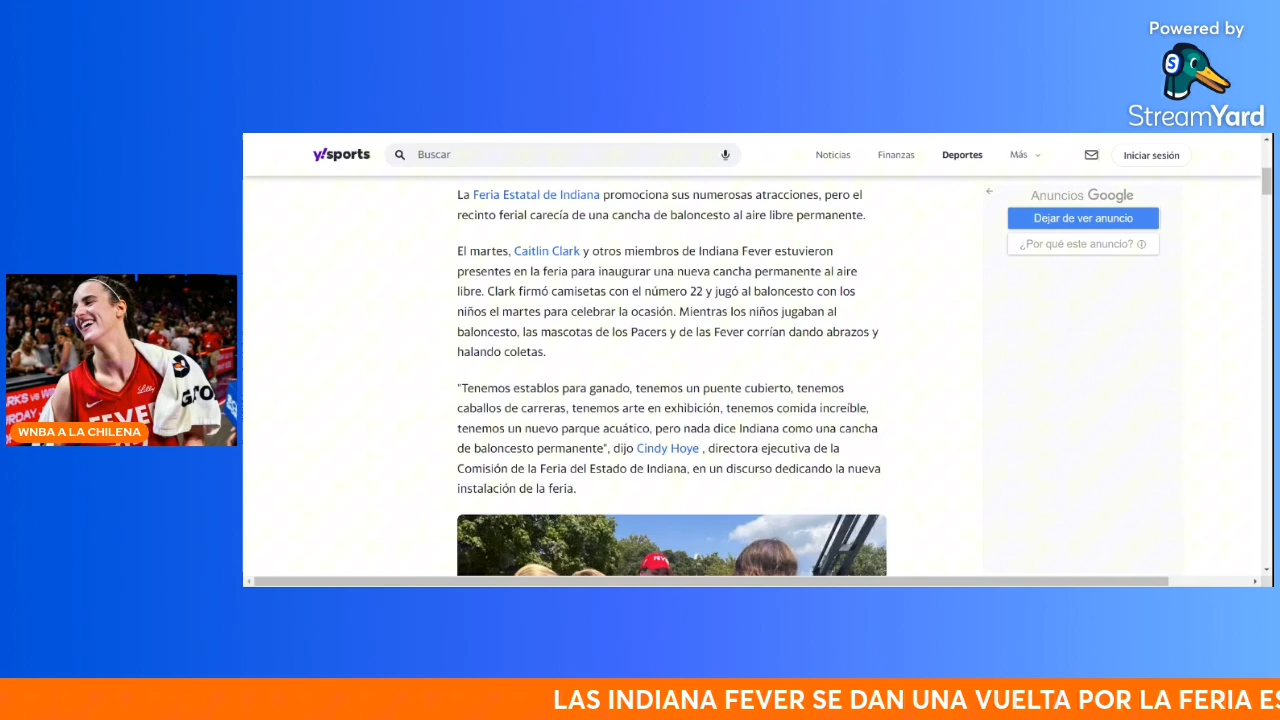 Powered by
StreamYard
y!sports
Buscar
Noticias
Finanzas
Deportes
Más
Iniciar sesión
La Feria Estatal de Indiana promociona sus numerosas atracciones, pero el
recinto ferial carecía de una cancha de baloncesto al aire libre permanente.
El martes, Caitlin Clark y otros miembros de Indiana Fever estuvieron
presentes en la feria para inaugurar una nueva cancha permanente al aire
libre. Clark firmó camisetas con el número 22 y jugó al baloncesto con los
niños el martes para celebrar la ocasión. Mientras los niños jugaban al
baloncesto, las mascotas de los Pacers y de las Fever corrían dando abrazos y
halando coletas.
"Tenemos establos para ganado, tenemos un puente cubierto, tenemos
caballos de carreras, tenemos arte en exhibición, tenemos comida increíble,
tenemos un nuevo parque acuático, pero nada dice Indiana como una cancha
de baloncesto permanente", dijo Cindy Hoye , directora ejecutiva de la
Comisión de la Feria del Estado de Indiana, en un discurso dedicando la nueva
instalación de la feria.
Anuncios Google
Dejar de ver anuncio
¿Por qué este anuncio?
FEVER
WNBA A LA CHILENA
LAS INDIANA FEVER SE DAN UNA VUELTA POR LA FERIA ES